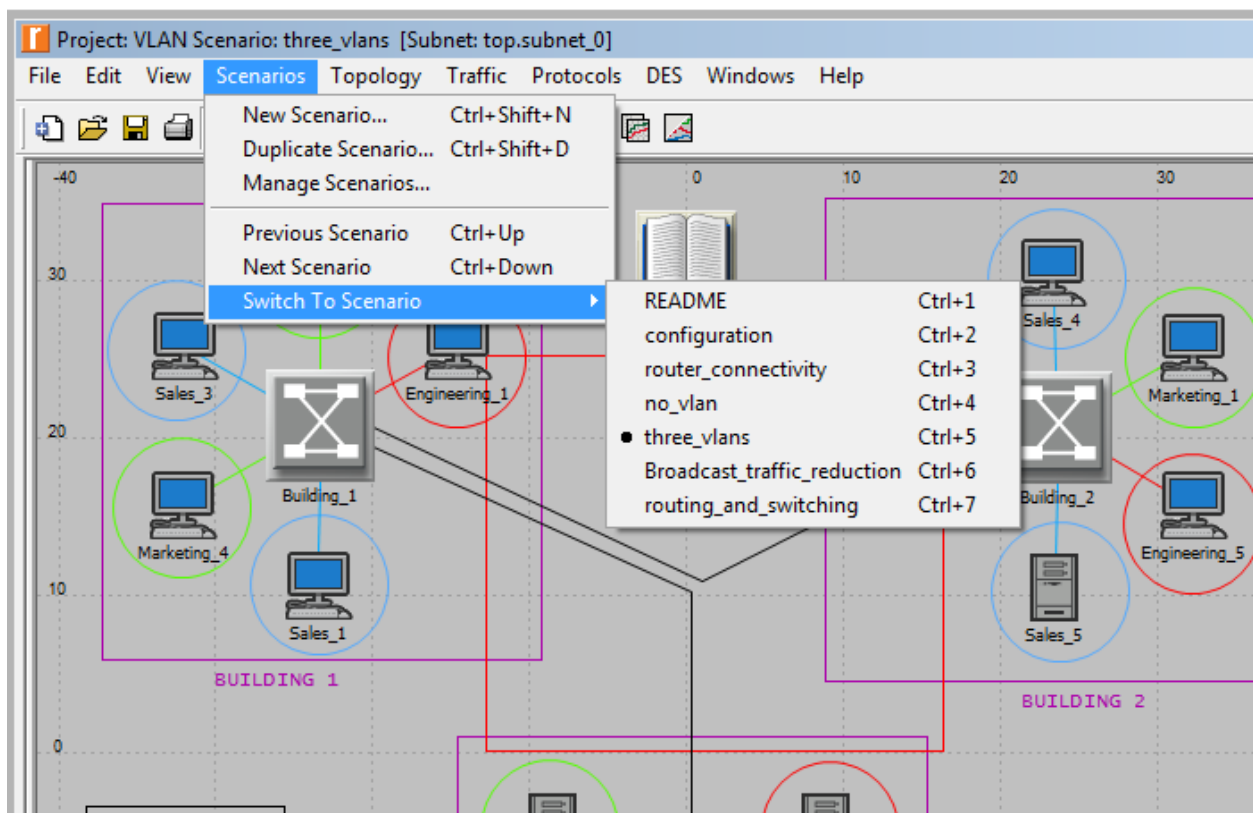 Project: VLAN Scenario: three_vlans [Subnet: top.subnet_0]
File Edit View Scenarios Topology Traffic Protocols DES Windows Help
New Scenario... Ctrl+Shift+N
Duplicate Scenario... Ctrl+Shift+D
Manage Scenarios...
Previous Scenario Ctrl+Up
Next Scenario Ctrl+Down
Switch To Scenario
README Ctrl+1
configuration Ctrl+2
router_connectivity Ctrl+3
no_vlan Ctrl+4
three_vlans Ctrl+5
Broadcast_traffic_reduction Ctrl+6
routing_and_switching Ctrl+7
-40 0 10 20 30
30
20
10
0
Sales_3
Engineering_1
Building_1
Marketing_4
Sales_1
BUILDING 1
Sales_4
Marketing_1
Building_2
Engineering_5
Sales_5
BUILDING 2